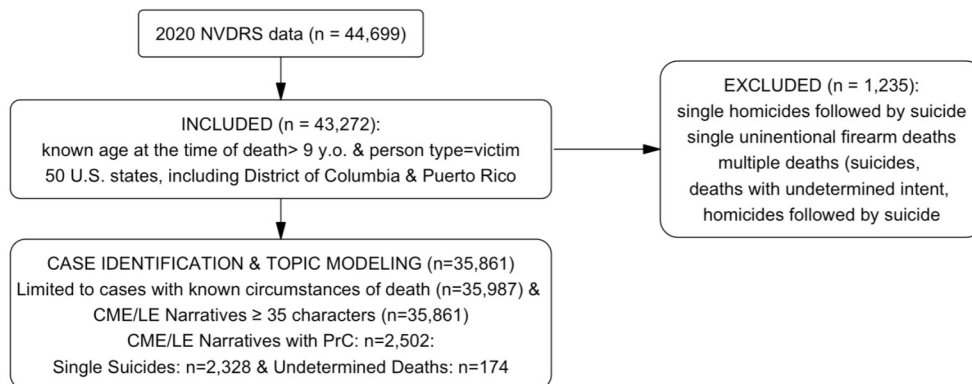 2020 NVDRS data (n = 44,699)
INCLUDED (n = 43,272):
known age at the time of death> 9 y.o. & person type=victim
50 U.S. states, including District of Columbia & Puerto Rico
EXCLUDED (n = 1,235):
single homicides followed by suicide
single uninentional firearm deaths
multiple deaths (suicides,
deaths with undetermined intent,
homicides followed by suicide
CASE IDENTIFICATION & TOPIC MODELING (n=35,861)
Limited to cases with known circumstances of death (n=35,987) &
CME/LE Narratives ≥ 35 characters (n=35,861)
CME/LE Narratives with PrC: n=2,502:
Single Suicides: n=2,328 & Undetermined Deaths: n=174